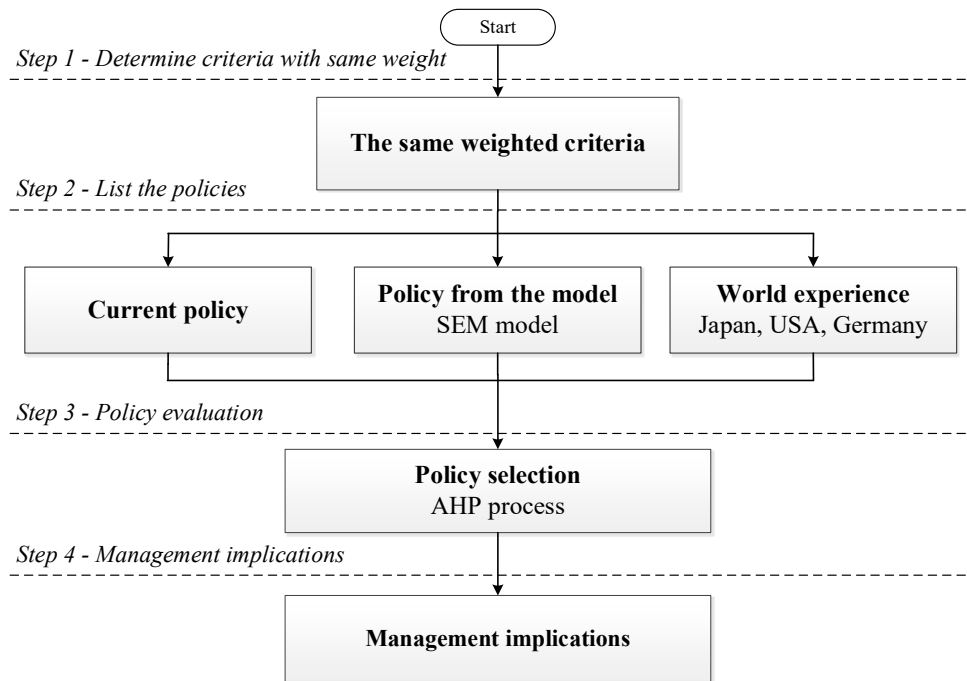 Start
Step 1 - Determine criteria with same weight
The same weighted criteria
Step 2 - List the policies
Current policy
Policy from the model
SEM model
World experience
Japan, USA, Germany
Step 3 - Policy evaluation
Policy selection
AHP process
Step 4 - Management implications
Management implications